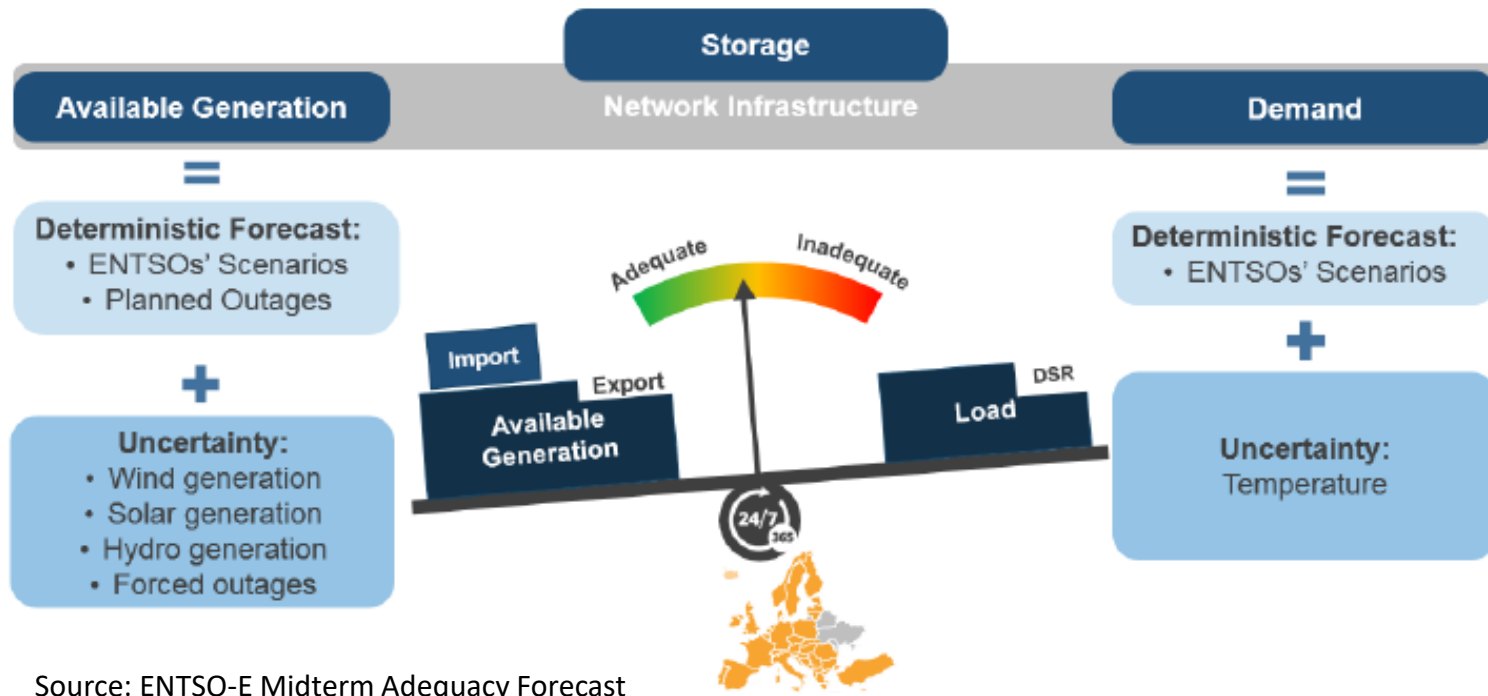 Storage
Available Generation
Network Infrastructure
Demand
=
=
Deterministic Forecast:
• ENTSOs' Scenarios
• Planned Outages
+
Uncertainty:
• Wind generation
• Solar generation
• Hydro generation
• Forced outages
Adequate
Inadequate
Import
Export
Available
Generation
Load
DSR
24/7
365
Deterministic Forecast:
• ENTSOs' Scenarios
+
Uncertainty:
Temperature
Source: ENTSO-E Midterm Adequacy Forecast